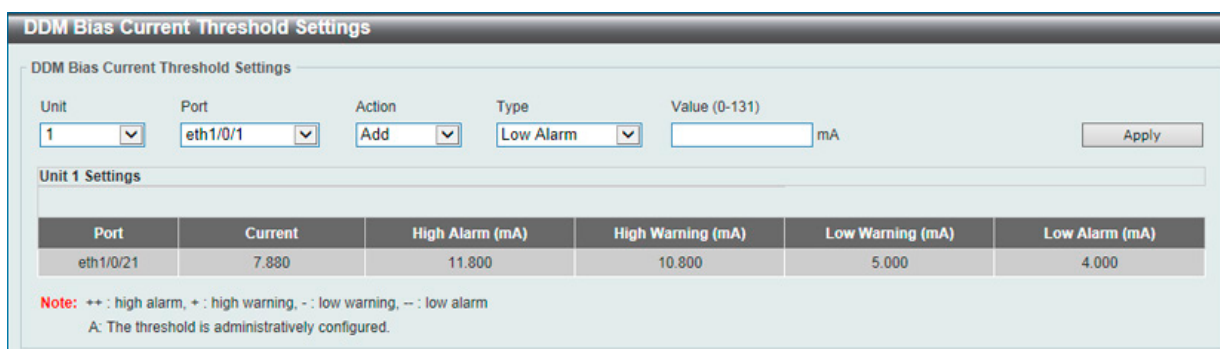 DDM Bias Current Threshold Settings
DDM Bias Current Threshold Settings
Unit Port Action Type Value (0-131)
1 eth1/0/1 Add Low Alarm mA Apply
Unit 1 Settings
Port Current High Alarm (mA) High Warning (mA) Low Warning (mA) Low Alarm (mA)
eth1/0/21 7.880 11.800 10.800 5.000 4.000
Note: ++ : high alarm, + : high warning, - : low warning, -- : low alarm
A: The threshold is administratively configured.